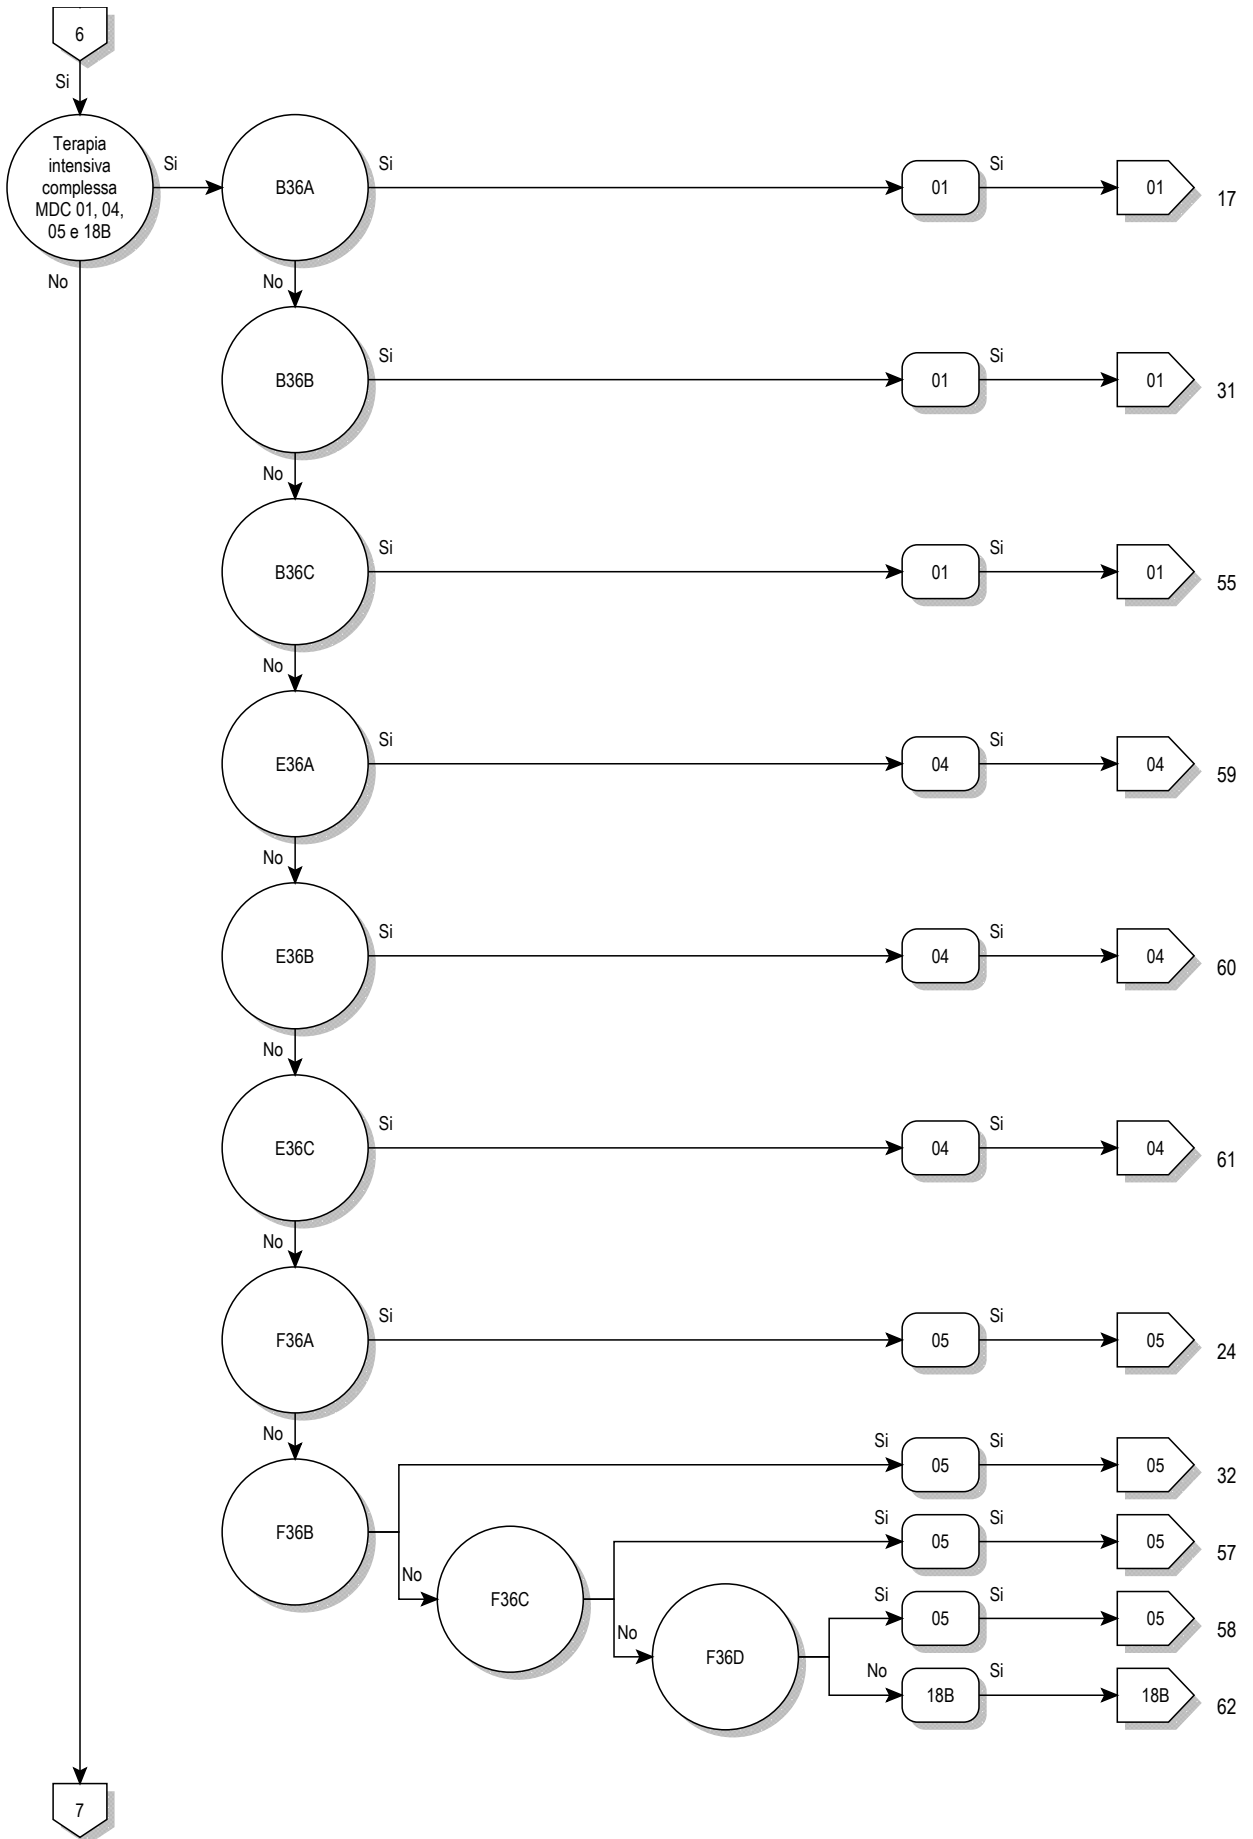 6
Si
Terapia
intensiva
complessa
MDC 01, 04,
05 e 18B
Si
B36A
Si
01
Si
01
17
No
No
B36B
Si
01
Si
01
31
No
B36C
Si
01
Si
01
55
No
E36A
Si
04
Si
04
59
No
E36B
Si
04
Si
04
60
No
E36C
Si
04
Si
04
61
No
F36A
Si
05
Si
05
24
No
F36B
Si
05
Si
05
32
No
F36C
Si
05
Si
05
57
No
F36D
Si
05
Si
05
58
No
18B
Si
18B
62
7